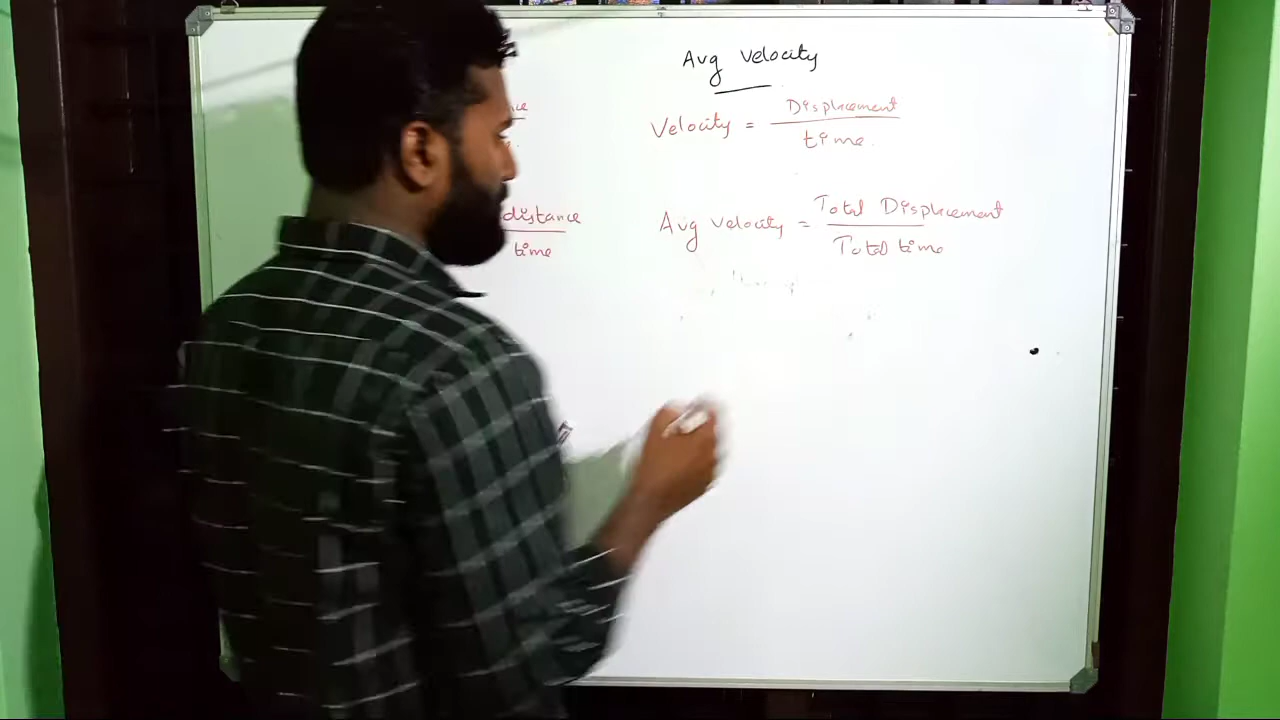 Avg Velocity
Velocity = Displacement
time
distance
time
Avg Velocity = Total Displacement
Total time